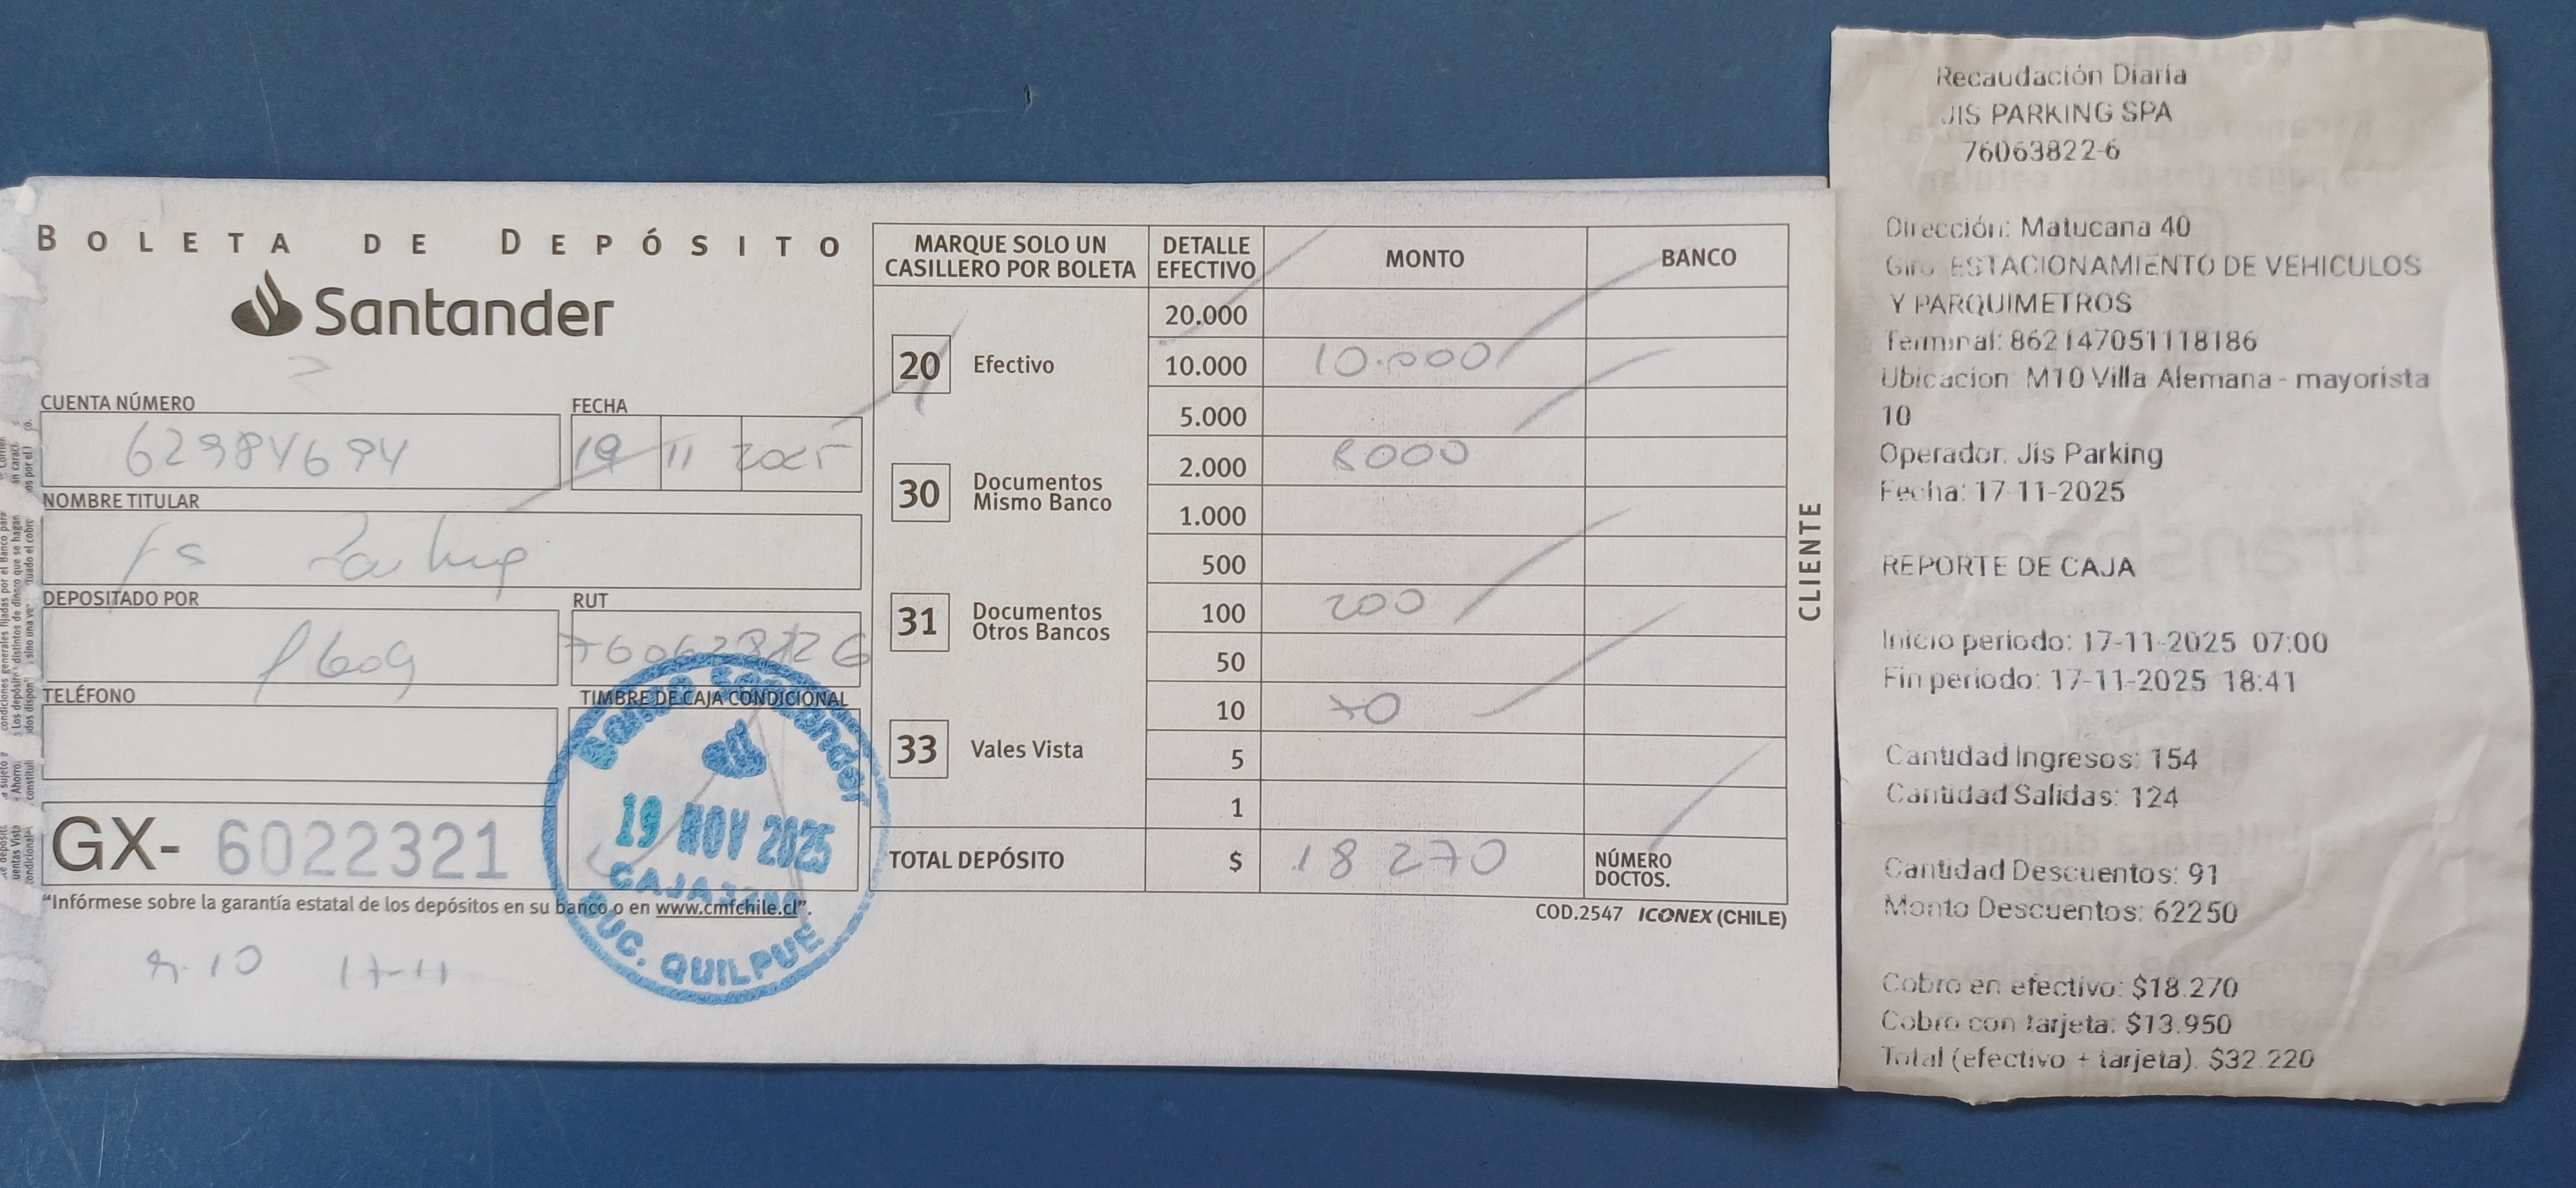 BOLETA DE DEPÓSITO
Santander
CUENTA NÚMERO
62984694
FECHA
19 11 2025
NOMBRE TITULAR
DEPOSITADO POR
RUT
760638226
TELÉFONO
TIMBRE DE CAJA CONDICIONAL
Banco Santander
19 NOV 2025
CAJA
SUC. QUILPUE
GX- 6022321
"Infórmese sobre la garantía estatal de los depósitos en su banco o en www.cmfchile.cl".
M-10 17-11
MARQUE SOLO UN CASILLERO POR BOLETA
20 Efectivo
30 Documentos Mismo Banco
31 Documentos Otros Bancos
33 Vales Vista
DETALLE EFECTIVO MONTO BANCO
20.000
10.000 10.000
5.000
2.000 8000
1.000
500
100 200
50
10 70
5
1
TOTAL DEPÓSITO $ 18270 NÚMERO DOCTOS.
COD.2547 ICONEX (CHILE)
CLIENTE
Recaudación Diaria
JIS PARKING SPA
76063822-6
Dirección: Matucana 40
Giro: ESTACIONAMIENTO DE VEHICULOS
Y PARQUIMETROS
Terminal: 862147051118186
Ubicacion: M10 Villa Alemana - mayorista
10
Operador: Jis Parking
Fecha: 17-11-2025
REPORTE DE CAJA
Inicio periodo: 17-11-2025 07:00
Fin periodo: 17-11-2025 18:41
Cantidad Ingresos: 154
Cantidad Salidas: 124
Cantidad Descuentos: 91
Monto Descuentos: 62250
Cobro en efectivo: $18.270
Cobro con tarjeta: $13.950
Total (efectivo + tarjeta): $32.220